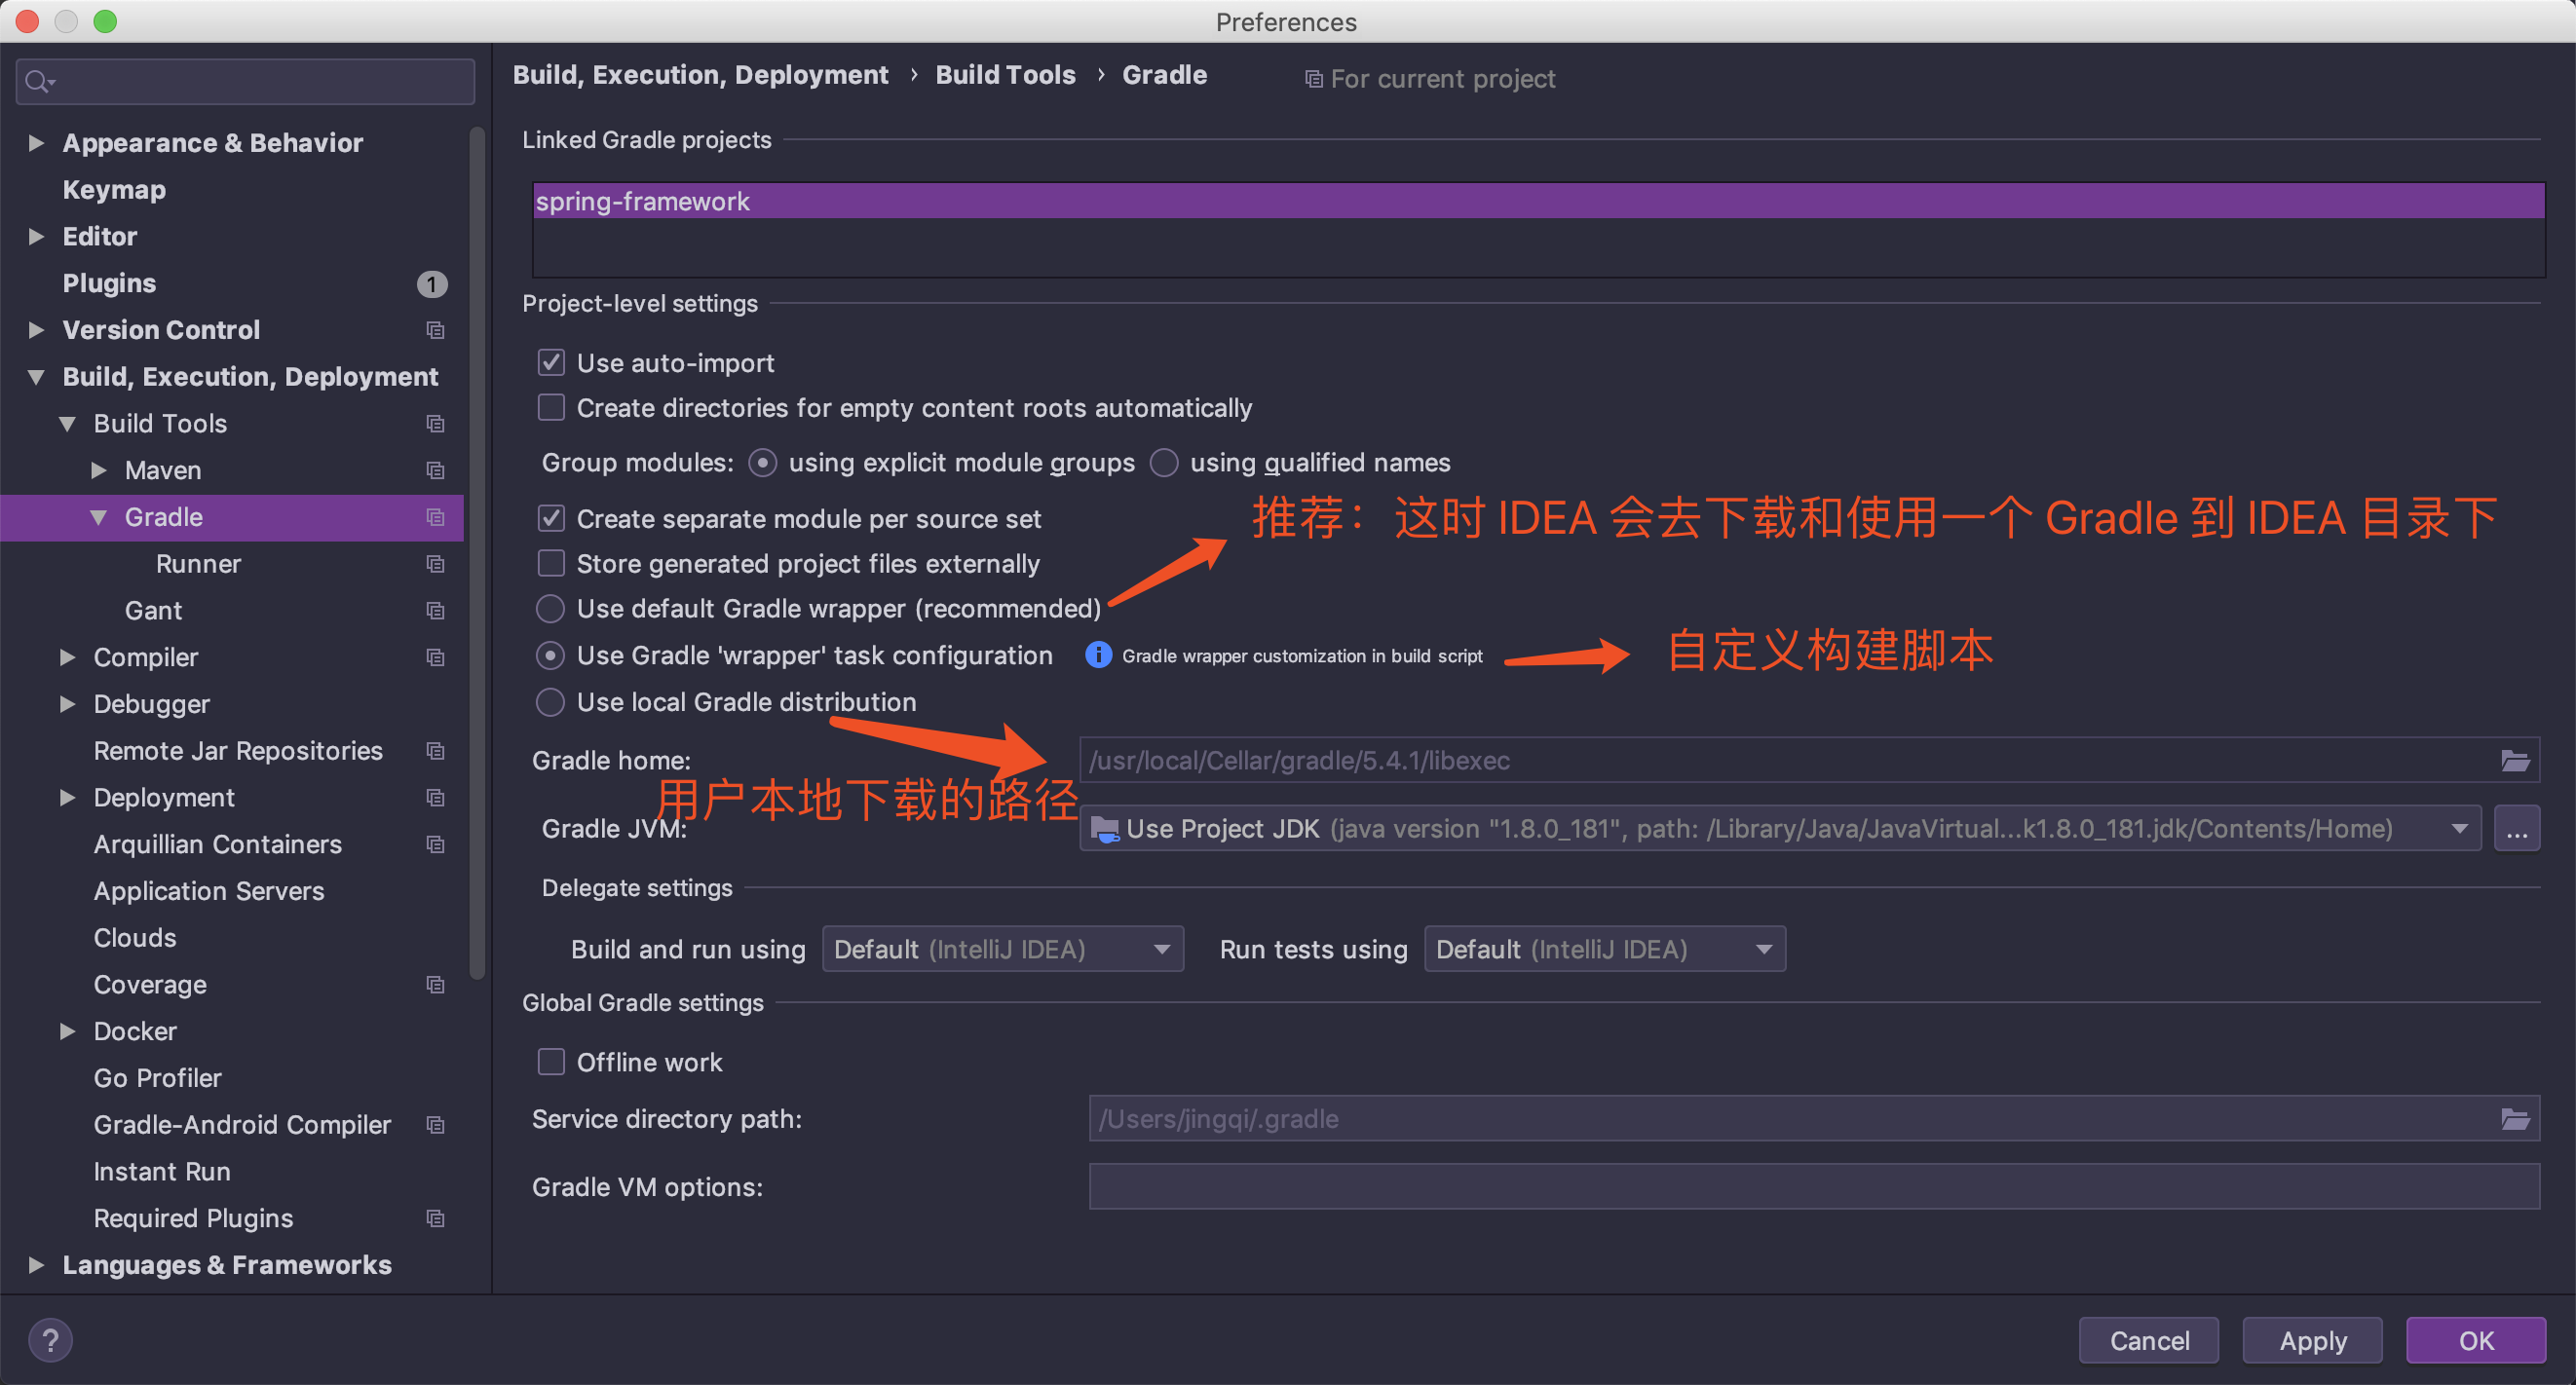 Preferences
Appearance & Behavior
Keymap
Editor
Plugins 1
Version Control
Build, Execution, Deployment
Build Tools
Maven
Gradle
Runner
Gant
Compiler
Debugger
Remote Jar Repositories
Deployment
Arquillian Containers
Application Servers
Clouds
Coverage
Docker
Go Profiler
Gradle-Android Compiler
Instant Run
Required Plugins
Languages & Frameworks
Build, Execution, Deployment › Build Tools › Gradle For current project
Linked Gradle projects
spring-framework
Project-level settings
Use auto-import
Create directories for empty content roots automatically
Group modules: using explicit module groups using qualified names
Create separate module per source set
推荐：这时 IDEA 会去下载和使用一个 Gradle 到 IDEA 目录下
Store generated project files externally
Use default Gradle wrapper (recommended)
Use Gradle 'wrapper' task configuration Gradle wrapper customization in build script 自定义构建脚本
Use local Gradle distribution
Gradle home: /usr/local/Cellar/gradle/5.4.1/libexec
用户本地下载的路径
Gradle JVM: Use Project JDK (java version "1.8.0_181", path: /Library/Java/JavaVirtual...k1.8.0_181.jdk/Contents/Home) ...
Delegate settings
Build and run using Default (IntelliJ IDEA) Run tests using Default (IntelliJ IDEA)
Global Gradle settings
Offline work
Service directory path: /Users/jingqi/.gradle
Gradle VM options:
? Cancel Apply OK